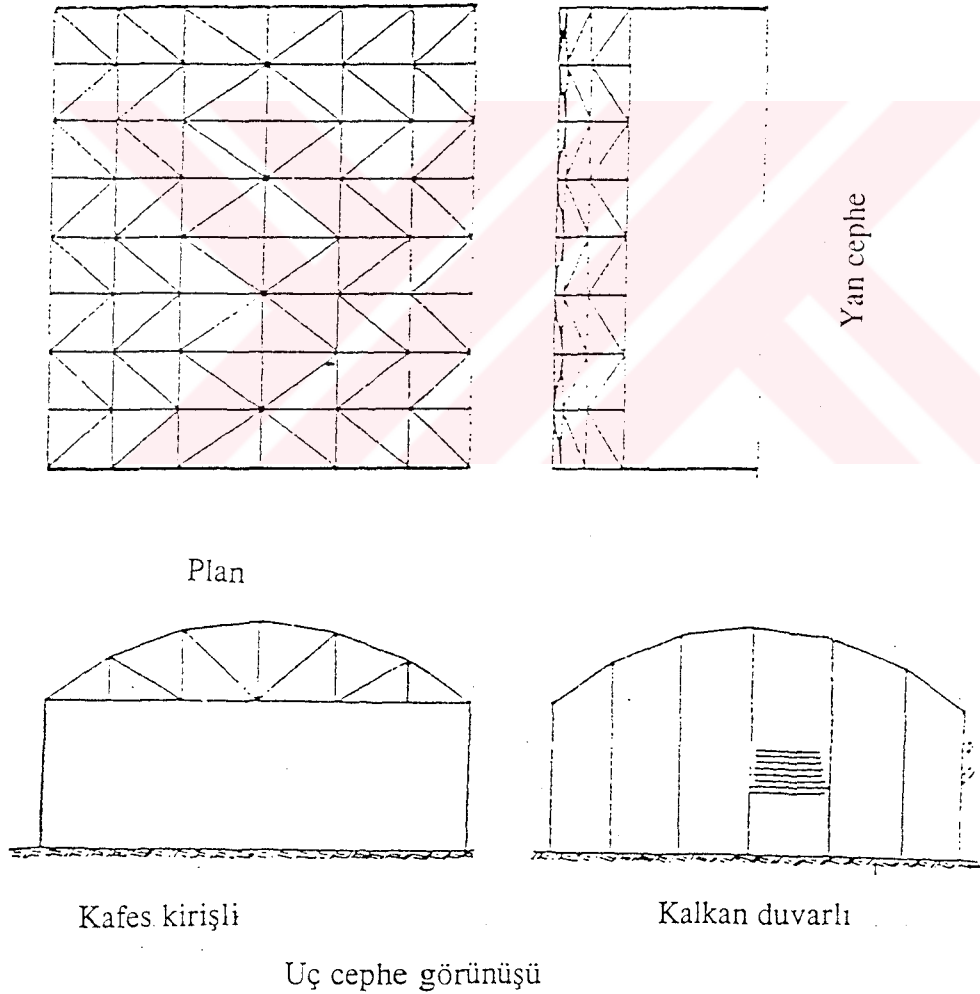 Yan cephe
Plan
Kafes kirişli
Kalkan duvarlı
Uç cephe görünüşü